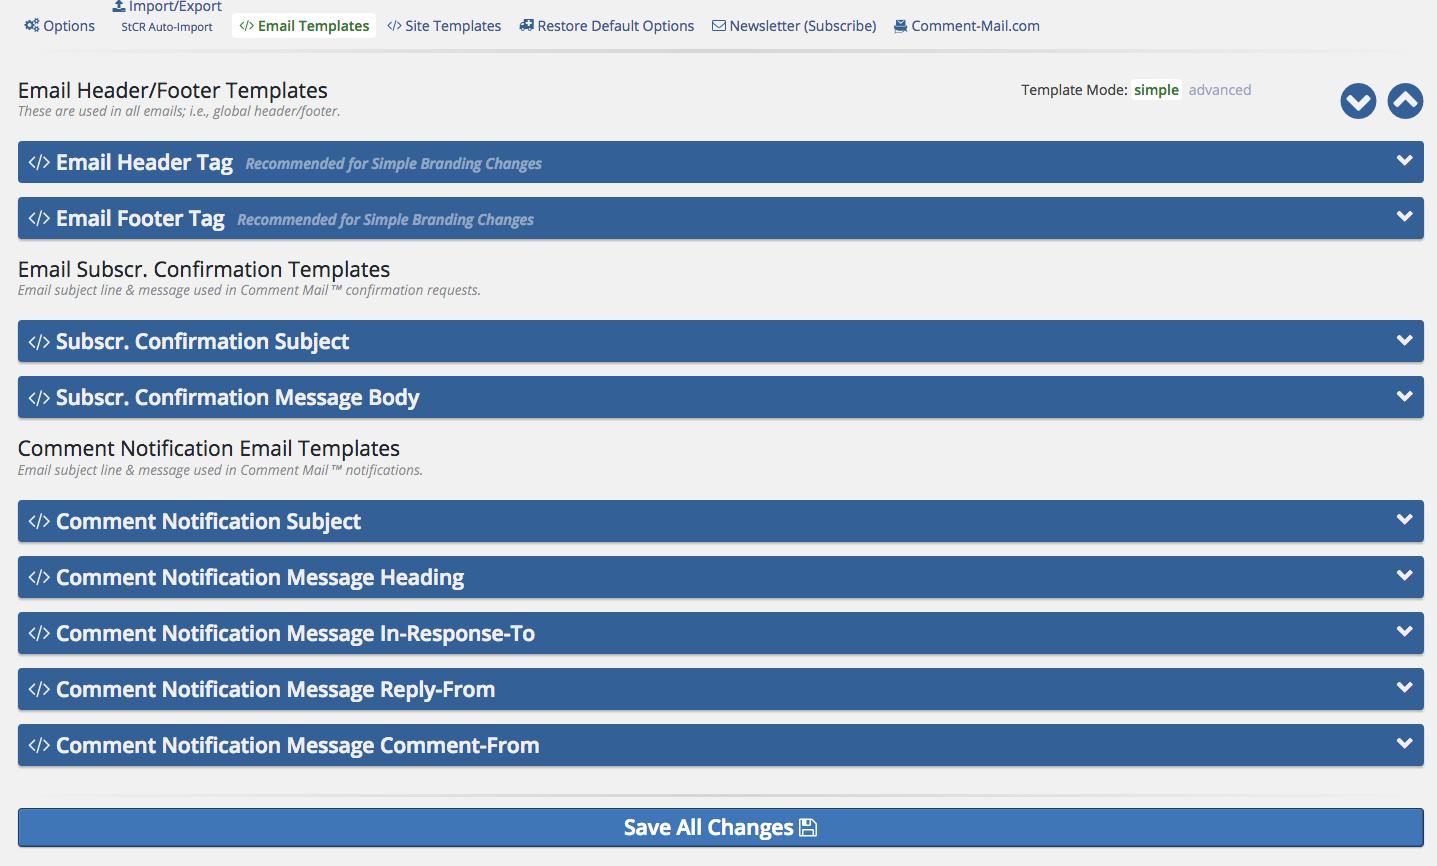 Import/Export
Options
StCR Auto-Import
</> Email Templates
</> Site Templates
Restore Default Options
Newsletter (Subscribe)
Comment-Mail.com
Email Header/Footer Templates
These are used in all emails; i.e., global header/footer.
Template Mode: simple advanced
</> Email Header Tag Recommended for Simple Branding Changes
</> Email Footer Tag Recommended for Simple Branding Changes
Email Subscr. Confirmation Templates
Email subject line & message used in Comment Mail™ confirmation requests.
</> Subscr. Confirmation Subject
</> Subscr. Confirmation Message Body
Comment Notification Email Templates
Email subject line & message used in Comment Mail™ notifications.
</> Comment Notification Subject
</> Comment Notification Message Heading
</> Comment Notification Message In-Response-To
</> Comment Notification Message Reply-From
</> Comment Notification Message Comment-From
Save All Changes